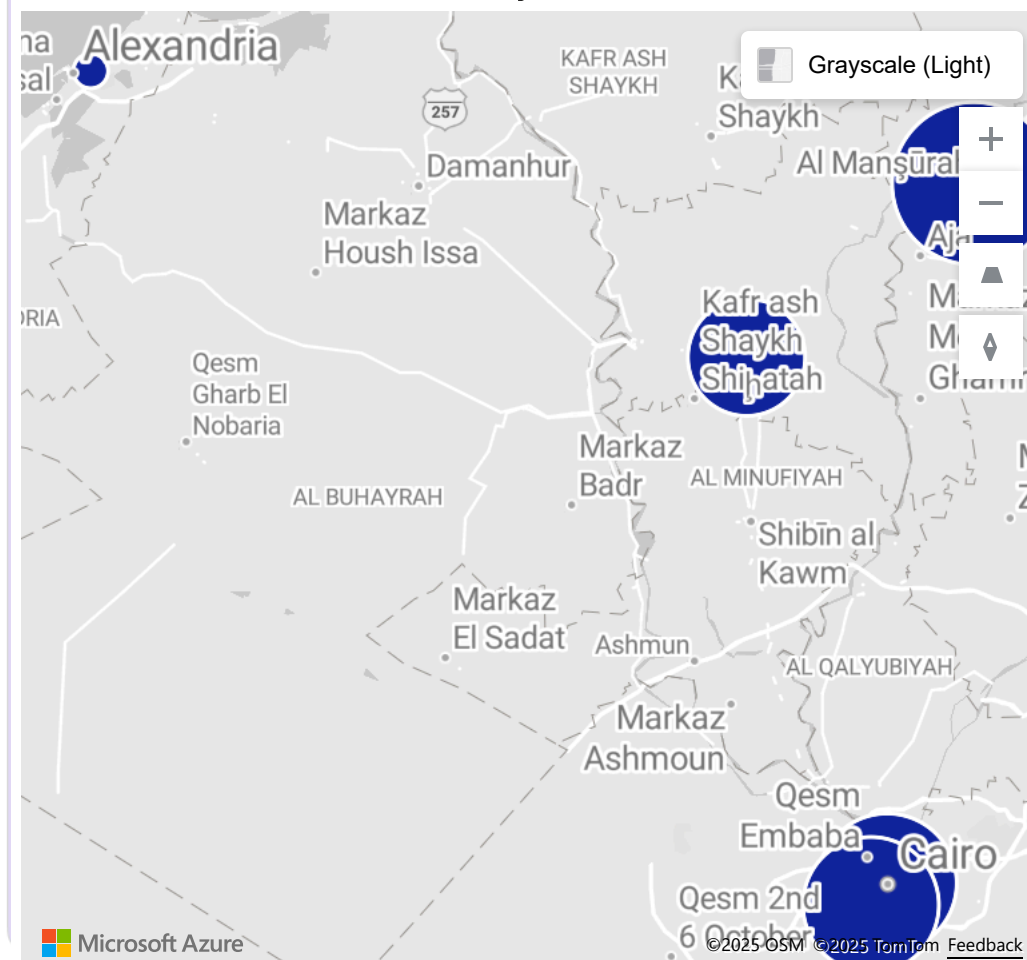 Alexandria
na
sal
KAFR ASH
SHAYKH
Grayscale (Light)
Shaykh
257
Damanhur
Al Manşūrah
Markaz
Housh Issa
Kafr ash
Shaykh
Shiḩatah
Qesm
Gharb El
Nobaria
Markaz
Badr
AL MINUFIYAH
AL BUHAYRAH
Shibīn al
Kawm
Markaz
El Sadat
Ashmun
AL QALYUBIYAH
Markaz
Ashmoun
Qesm
Embaba
Cairo
Qesm 2nd
6 October
Microsoft Azure
©2025 OSM ©2025 TomTom Feedback